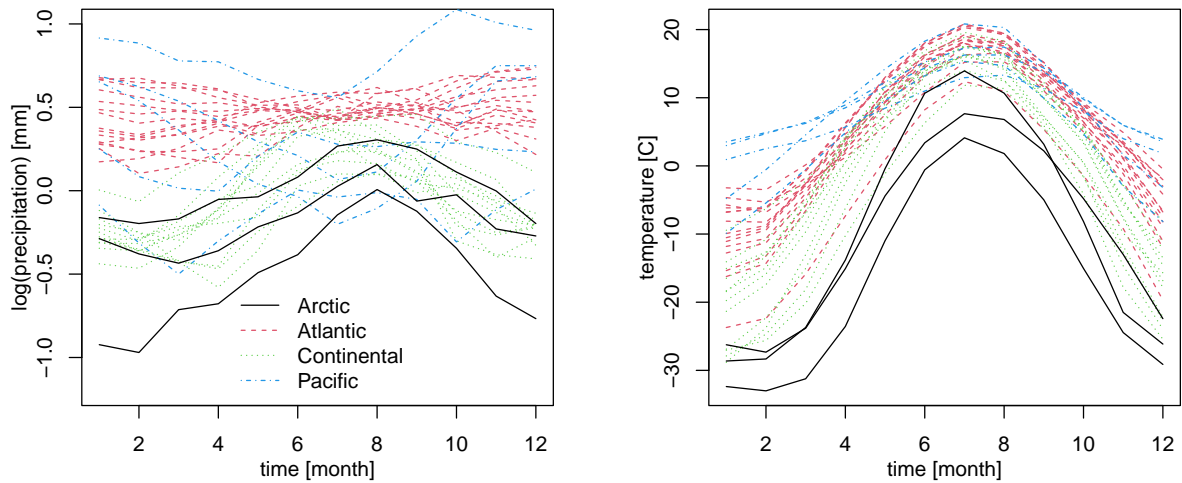 log(precipitation) [mm]
1.0
0.5
0.0
−0.5
−1.0
Arctic
Atlantic
Continental
Pacific
2 4 6 8 10 12
time [month]
temperature [C]
20
10
0
−10
−20
−30
2 4 6 8 10 12
time [month]